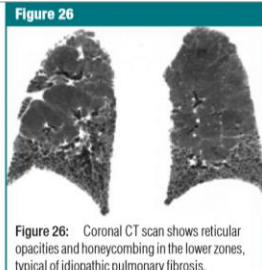 Figure 26
Figure 26: Coronal CT scan shows reticular
opacities and honeycombing in the lower zones,
typical of idiopathic pulmonary fibrosis.